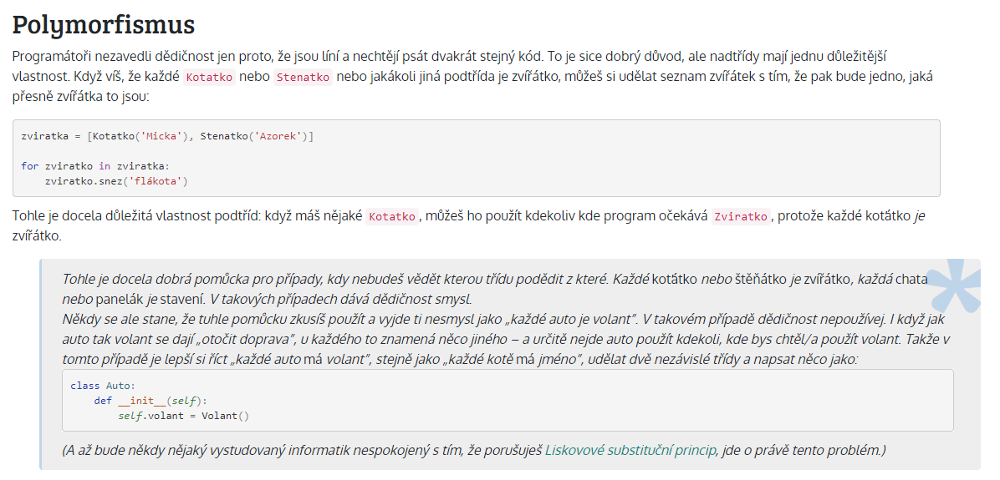 Polymorfismus
Programátoři nezavedli dědičnost jen proto, že jsou líní a nechtějí psát dvakrát stejný kód. To je sice dobrý důvod, ale nadtřídy mají jednu důležitější
vlastnost. Když víš, že každé Kotatko nebo Stenatko nebo jakákoli jiná podtřída je zvířátko, můžeš si udělat seznam zvířátek s tím, že pak bude jedno, jaká
přesně zvířátka to jsou:
zviratka = [Kotatko('Micka'), Stenatko('Azorek')]
for zviratko in zviratka:
    zviratko.snez('flákota')
Tohle je docela důležitá vlastnost podtříd: když máš nějaké Kotatko, můžeš ho použít kdekoliv kde program očekává Zviratko, protože každé koťátko je
zvířátko.
Tohle je docela dobrá pomůcka pro případy, kdy nebudeš vědět kterou třídu podědit z které. Každé koťátko nebo štěňátko je zvířátko, každá chata
nebo panelák je stavení. V takových případech dává dědičnost smysl.
Někdy se ale stane, že tuhle pomůcku zkusíš použít a vyjde ti nesmysl jako „každé auto je volant”. V takovém případě dědičnost nepoužívej. I když jak
auto tak volant se dají „otočit doprava”, u každého to znamená něco jiného – a určitě nejde auto použít kdekoli, kde bys chtěl/a použít volant. Takže v
tomto případě je lepší si říct „každé auto má volant”, stejně jako „každé kotě má jméno”, udělat dvě nezávislé třídy a napsat něco jako:
class Auto:
    def __init__(self):
        self.volant = Volant()
(A až bude někdy nějaký vystudovaný informatik nespokojený s tím, že porušuješ Liskovové substituční princip, jde o právě tento problém.)